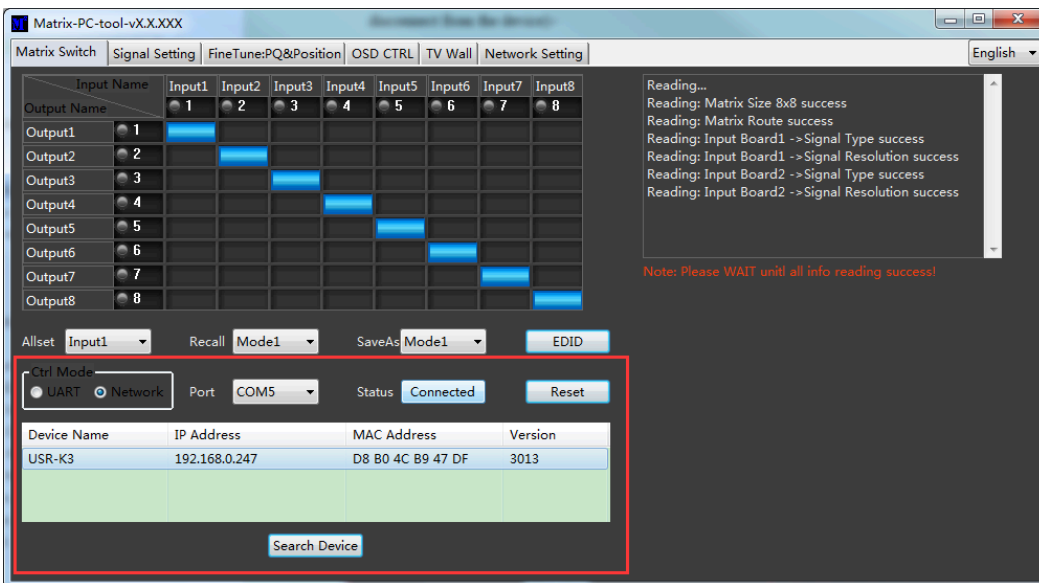 Matrix-PC-tool-vX.X.XXX
Matrix Switch Signal Setting FineTune:PQ&Position OSD CTRL TV Wall Network Setting English
Input Name Input1 Input2 Input3 Input4 Input5 Input6 Input7 Input8
Output Name 1 2 3 4 5 6 7 8
Output1 1
Output2 2
Output3 3
Output4 4
Output5 5
Output6 6
Output7 7
Output8 8
Reading...
Reading: Matrix Size 8x8 success
Reading: Matrix Route success
Reading: Input Board1 ->Signal Type success
Reading: Input Board1 ->Signal Resolution success
Reading: Input Board2 ->Signal Type success
Reading: Input Board2 ->Signal Resolution success
Note: Please WAIT unitl all info reading success!
Allset Input1 Recall Mode1 SaveAs Mode1 EDID
Ctrl Mode
UART Network Port COM5 Status Connected Reset
Device Name IP Address MAC Address Version
USR-K3 192.168.0.247 D8 B0 4C B9 47 DF 3013
Search Device